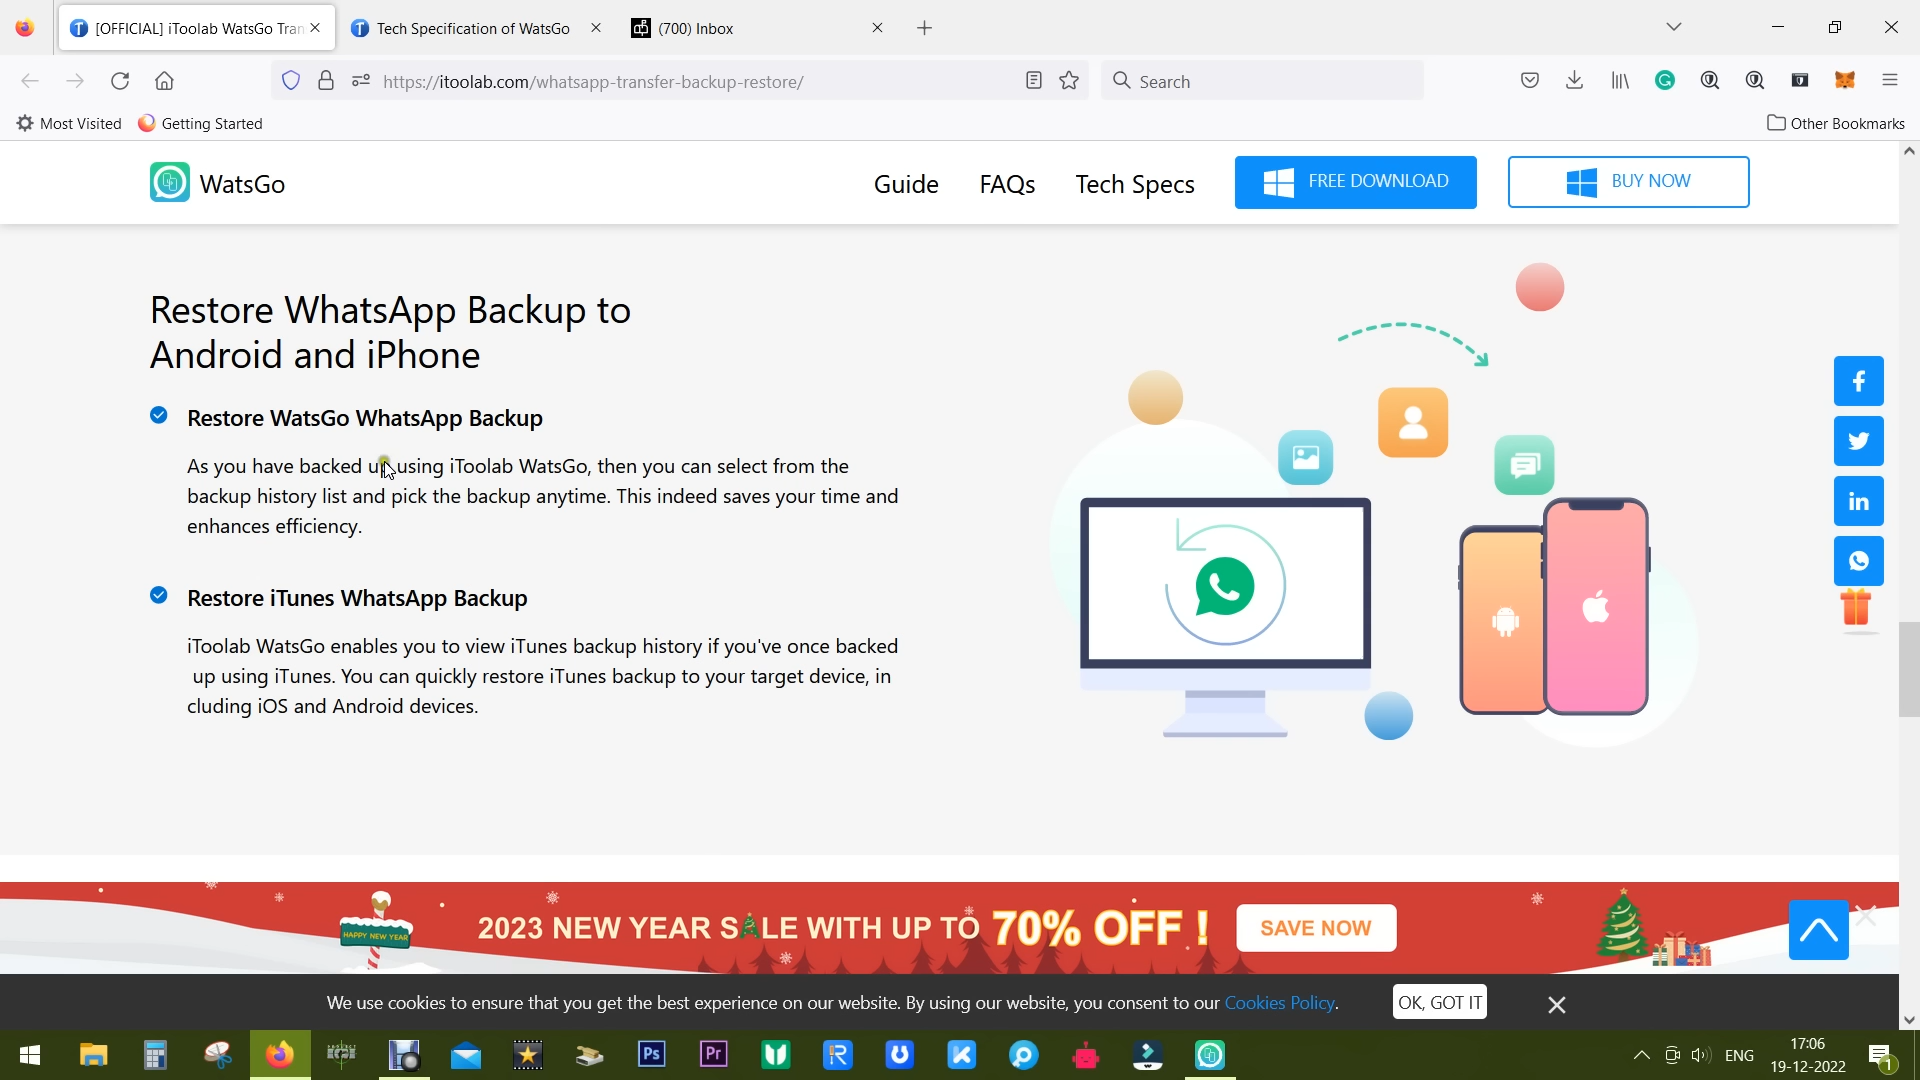 [OFFICIAL] iToolab WatsGo Tran
Tech Specification of WatsGo
(700) Inbox
https://itoolab.com/whatsapp-transfer-backup-restore/
Search
Most Visited
Getting Started
Other Bookmarks
WatsGo
Guide
FAQs
Tech Specs
FREE DOWNLOAD
BUY NOW
Restore WhatsApp Backup to
Android and iPhone
Restore WatsGo WhatsApp Backup
As you have backed up using iToolab WatsGo, then you can select from the
backup history list and pick the backup anytime. This indeed saves your time and
enhances efficiency.
Restore iTunes WhatsApp Backup
iToolab WatsGo enables you to view iTunes backup history if you've once backed
up using iTunes. You can quickly restore iTunes backup to your target device, in
cluding iOS and Android devices.
HAPPY NEW YEAR
2023 NEW YEAR SALE WITH UP TO 70% OFF !
SAVE NOW
We use cookies to ensure that you get the best experience on our website. By using our website, you consent to our Cookies Policy.
OK, GOT IT
Ps
Pr
ENG
17:06
19-12-2022
1